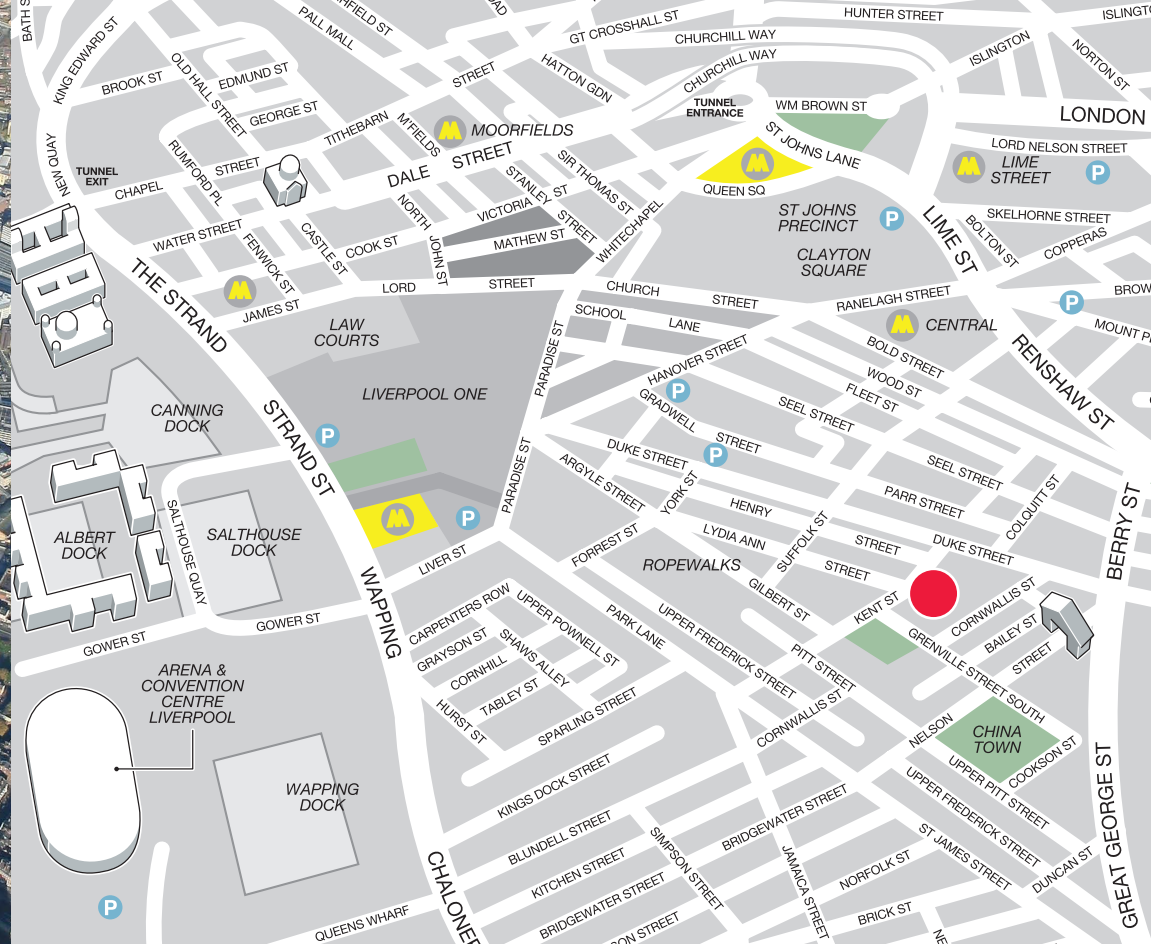 BATH S
KING EDWARD ST
PALL MALL
HFIELD ST
OAD
GT CROSSHALL ST
HUNTER STREET
ISLINGTO
CHURCHILL WAY
CHURCHILL WAY
ISLINGTON
NORTON ST
BROOK ST
OLD HALL STREET
EDMUND ST
STREET
HATTON GDN
TUNNEL
ENTRANCE
WM BROWN ST
LONDON
GEORGE ST
TITHEBARN
M'FIELDS
M
MOORFIELDS
ST JOHNS LANE
LORD NELSON STREET
NEW QUAY
TUNNEL
EXIT
CHAPEL
STREET
RUMFORD PL
DALE STREET
SIR THOMAS ST
STANLEY
STREET
M
QUEEN SQ
M
LIME
STREET
P
WATER STREET
FENWICK ST
CASTLE ST
COOK ST
NORTH
JOHN ST
VICTORIA
ST
MATHEW ST
WHITECHAPEL
ST JOHNS
PRECINCT
P
CLAYTON
SQUARE
LIME ST
SKELHORNE STREET
BOLTON ST
COPPERAS
THE STRAND
M
JAMES ST
LORD
STREET
CHURCH
STREET
RANELAGH STREET
P
BROW
MOUNT P
LAW
COURTS
SCHOOL
LANE
M
CENTRAL
BOLD STREET
RENSHAW ST
PARADISE ST
HANOVER STREET
WOOD ST
FLEET ST
LIVERPOOL ONE
P
GRADWELL
STREET
SEEL STREET
CANNING
DOCK
STRAND ST
P
PARADISE ST
DUKE STREET
P
ARGYLE STREET
YORK ST
SEEL STREET
PARR STREET
COLQUITT ST
BERRY ST
ALBERT
DOCK
SALTHOUSE QUAY
SALTHOUSE
DOCK
M
P
HENRY
STREET
LYDIA ANN
STREET
SUFFOLK ST
DUKE STREET
WAPPING
LIVER ST
FORREST ST
ROPEWALKS
GILBERT ST
KENT ST
CORNWALLIS ST
BAILEY ST
STREET
GOWER ST
GOWER ST
CARPENTERS ROW
UPPER POWNELL ST
PARK LANE
UPPER FREDERICK STREET
PITT STREET
GRENVILLE STREET SOUTH
GRAYSON ST
SHAWS ALLEY
CORNHILL
TABLEY ST
HURST ST
SPARLING STREET
CORNWALLIS ST
NELSON
CHINA
TOWN
COOKSON ST
ARENA &
CONVENTION
CENTRE
LIVERPOOL
UPPER PITT STREET
UPPER FREDERICK STREET
WAPPING
DOCK
KINGS DOCK STREET
BLUNDELL STREET
BRIDGEWATER STREET
ST JAMES STREET
DUNCAN ST
GREAT GEORGE ST
SIMPSON STREET
JAMAICA STREET
NORFOLK ST
KITCHEN STREET
BRIDGEWATER STREET
CHALONER
P
QUEENS WHARF
SON STREET
BRICK ST
NE